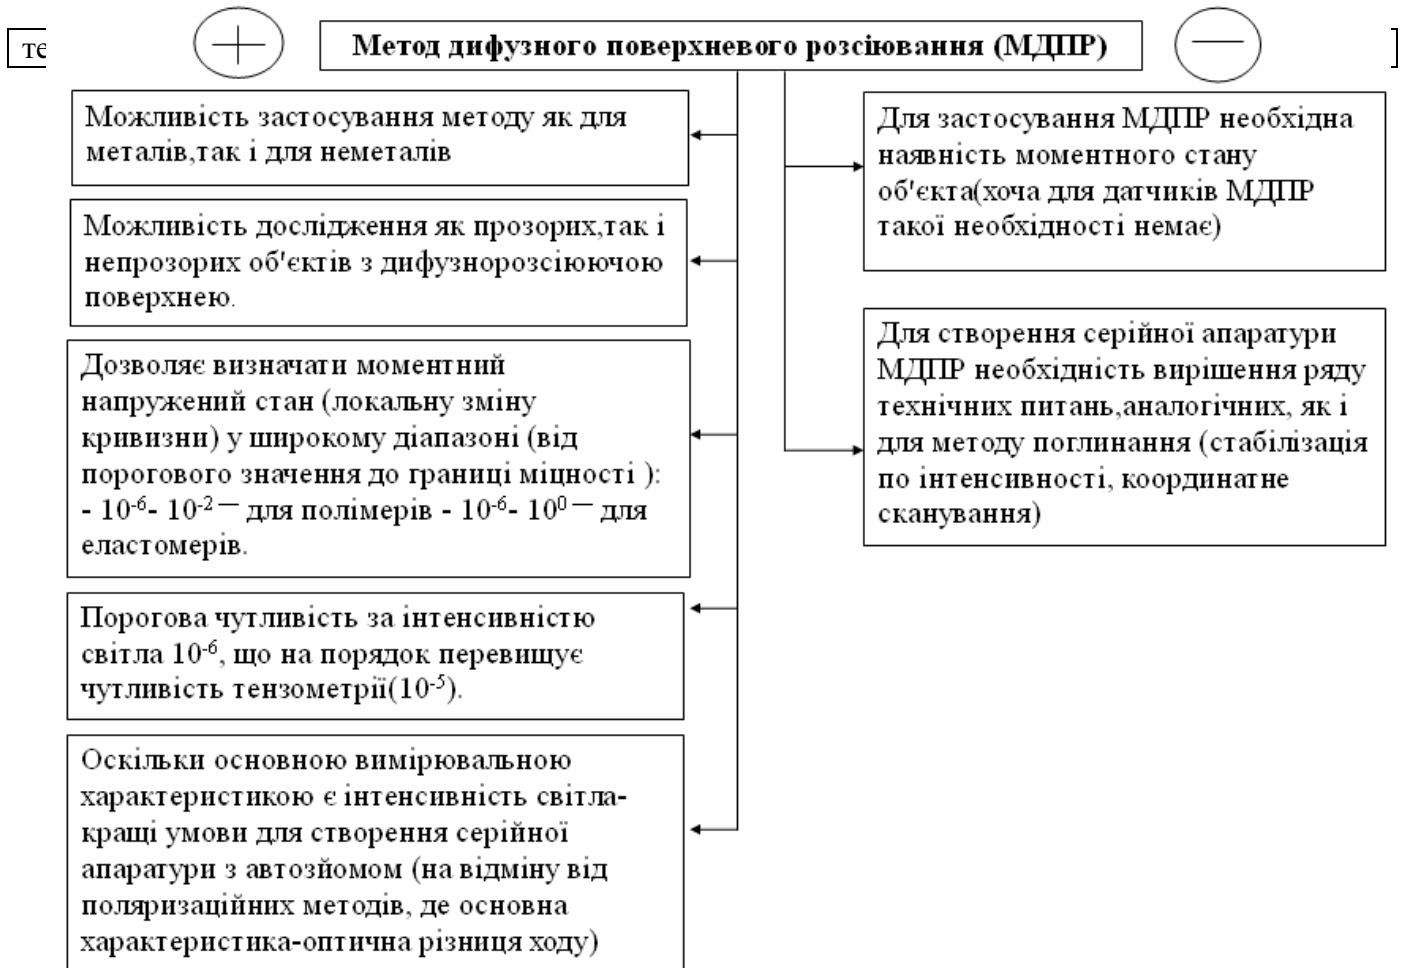 Метод дифузного поверхневого розсіювання (МДПР)
те
Можливість застосування методу як для
металів,так і для неметалів
Можливість дослідження як прозорих,так і
непрозорих об'єктів з дифузнорозсіюючою
поверхнею.
Дозволяє визначати моментний
напружений стан (локальну зміну
кривизни) у широкому діапазоні (від
порогового значення до границі міцності ):
- 10⁻⁶- 10⁻² — для полімерів - 10⁻⁶- 10⁰ — для
еластомерів.
Порогова чутливість за інтенсивністю
світла 10⁻⁶, що на порядок перевищує
чутливість тензометрії(10⁻⁵).
Оскільки основною вимірювальною
характеристикою є інтенсивність світла-
кращі умови для створення серійної
апаратури з автозйомом (на відміну від
поляризаційних методів, де основна
характеристика-оптична різниця ходу)
Для застосування МДПР необхідна
наявність моментного стану
об'єкта(хоча для датчиків МДПР
такої необхідності немає)
Для створення серійної апаратури
МДПР необхідність вирішення ряду
технічних питань,аналогічних, як і
для методу поглинання (стабілізація
по інтенсивності, координатне
сканування)